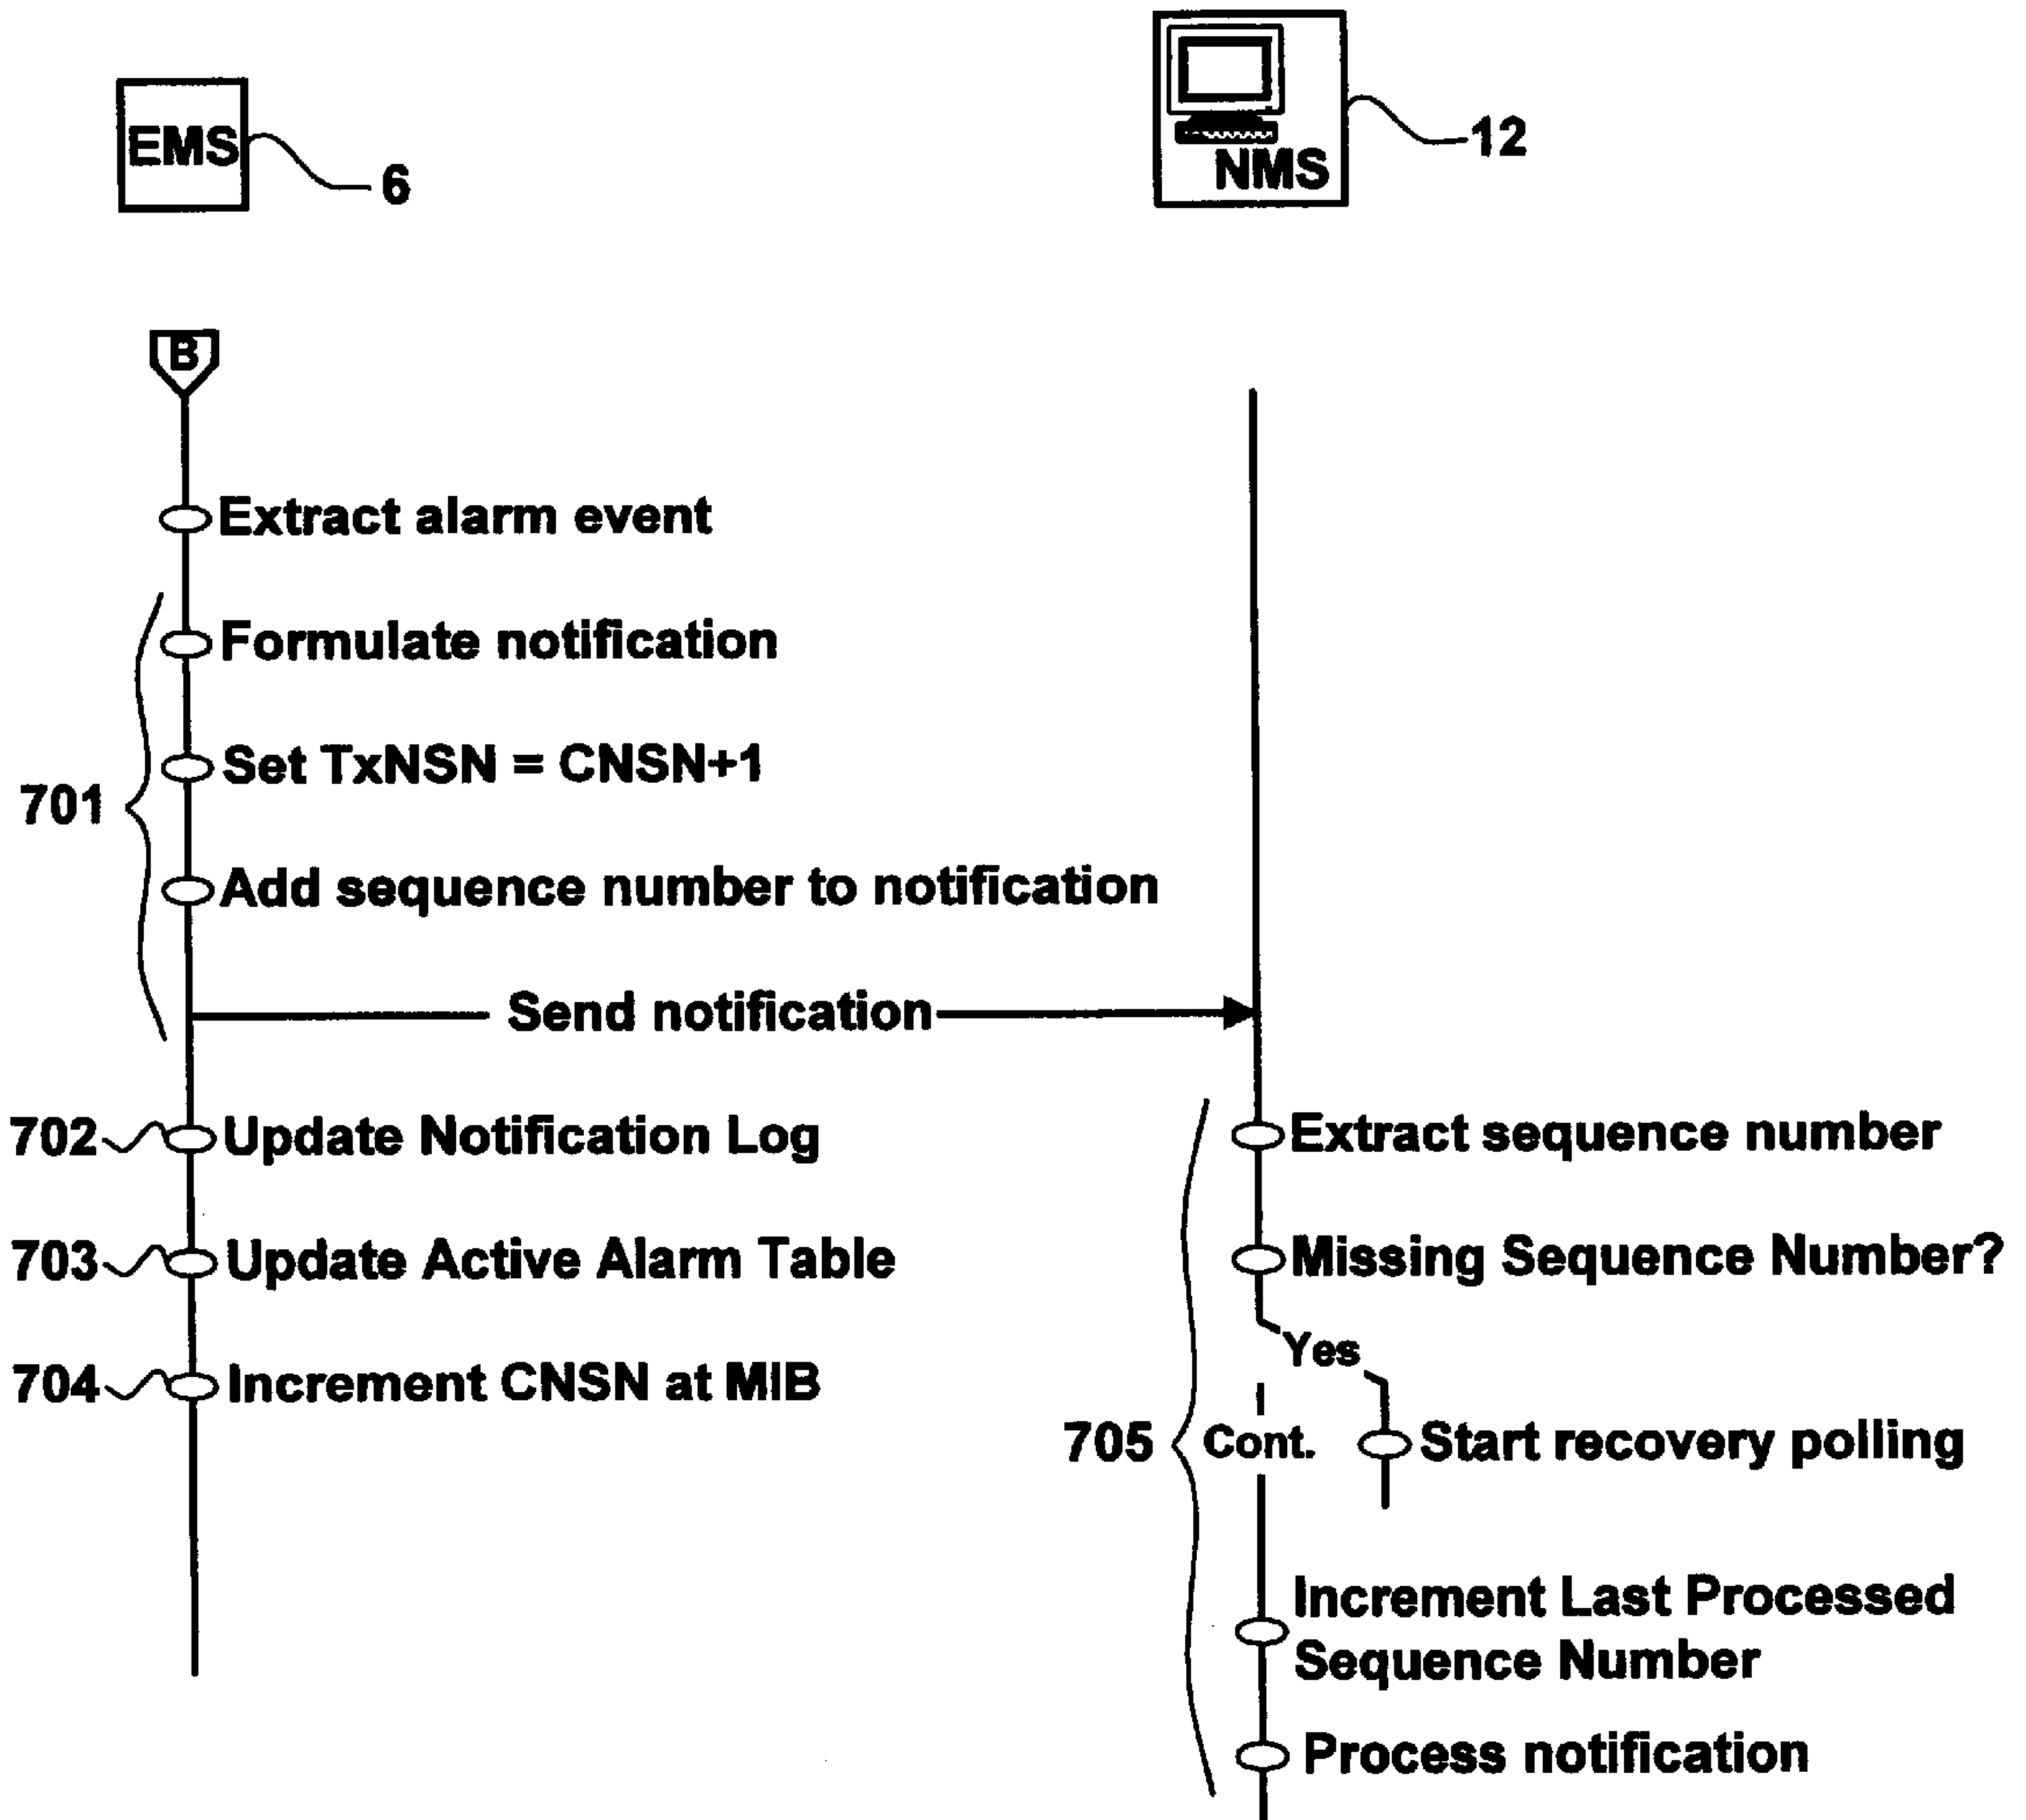 EMS
6
NMS
12
B
Extract alarm event
Formulate notification
Set TxNSN = CNSN+1
701
Add sequence number to notification
Send notification
702 Update Notification Log
703 Update Active Alarm Table
704 Increment CNSN at MIB
Extract sequence number
Missing Sequence Number?
Yes
705
Cont.
Start recovery polling
Increment Last Processed
Sequence Number
Process notification